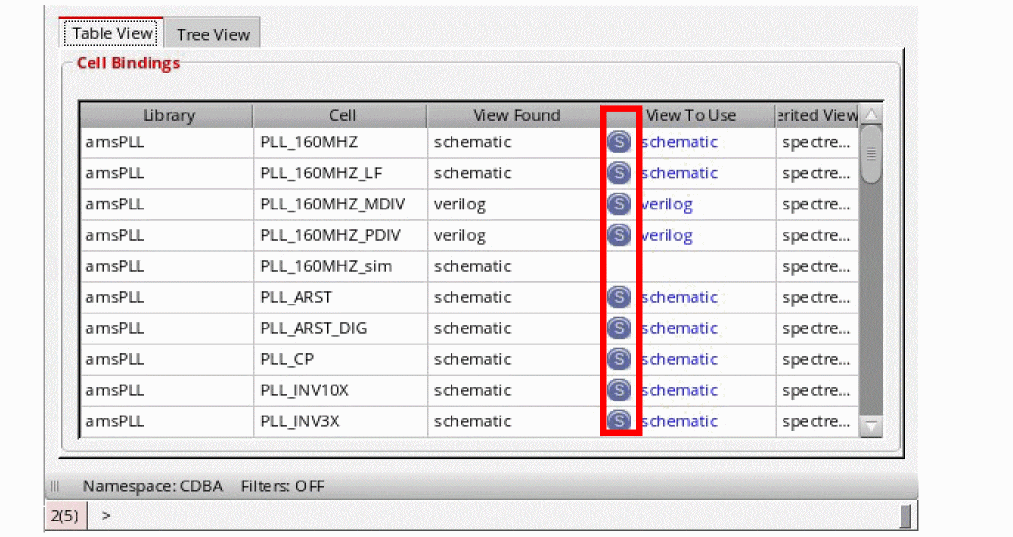 Table View Tree View
Cell Bindings
Library Cell View Found View To Use erited View
amsPLL PLL_160MHZ schematic S schematic spectre...
amsPLL PLL_160MHZ_LF schematic S schematic spectre...
amsPLL PLL_160MHZ_MDIV verilog S verilog spectre...
amsPLL PLL_160MHZ_PDIV verilog S verilog spectre...
amsPLL PLL_160MHZ_sim schematic spectre...
amsPLL PLL_ARST schematic S schematic spectre...
amsPLL PLL_ARST_DIG schematic S schematic spectre...
amsPLL PLL_CP schematic S schematic spectre...
amsPLL PLL_INV10X schematic S schematic spectre...
amsPLL PLL_INV3X schematic S schematic spectre...
Namespace: CDBA Filters: OFF
2(5) >